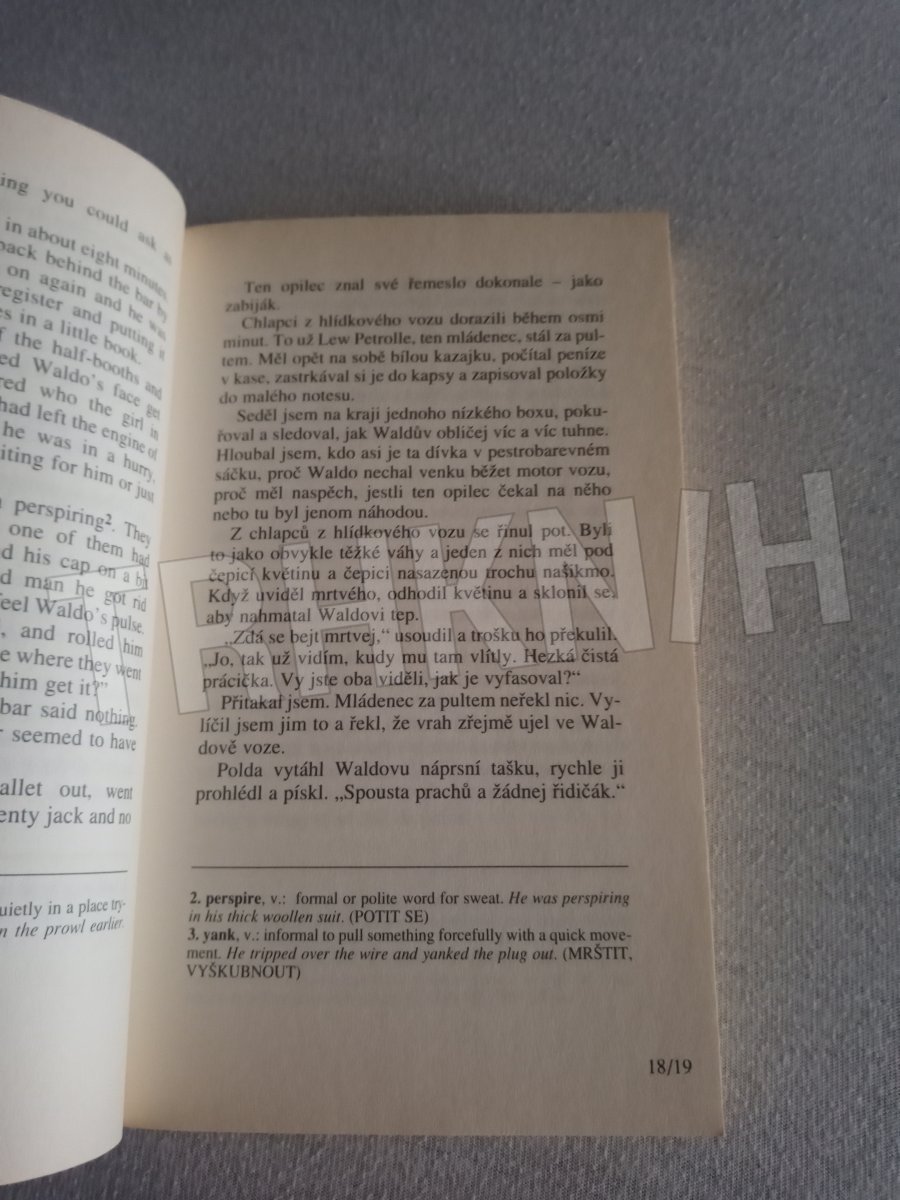 ing you could ask
in about eight minutes
back behind the bar by
on again and he was
register and putting it
es in a little book.
f the half-booths and
ed Waldo's face get
red who the girl in
had left the engine of
he was in a hurry,
iting for him or just
perspiring². They
one of them had
d his cap on a bit
d man he got rid
feel Waldo's pulse.
, and rolled him
e where they went
him get it?"
bar said nothing.
r seemed to have
allet out, went
enty jack and no
uietly in a place try-
n the prowl earlier.
Ten opilec znal své řemeslo dokonale – jako
zabiják.
Chlapci z hlídkového vozu dorazili během osmi
minut. To už Lew Petrolle, ten mládenec, stál za pul-
tem. Měl opět na sobě bílou kazajku, počítal peníze
v kase, zastrkával si je do kapsy a zapisoval položky
do malého notesu.
Seděl jsem na kraji jednoho nízkého boxu, poku-
řoval a sledoval, jak Waldův obličej víc a víc tuhne.
Hloubal jsem, kdo asi je ta dívka v pestrobarevném
sáčku, proč Waldo nechal venku běžet motor vozu,
proč měl naspěch, jestli ten opilec čekal na něho
nebo tu byl jenom náhodou.
Z chlapců z hlídkového vozu se řinul pot. Byli
to jako obvykle těžké váhy a jeden z nich měl pod
čepicí květinu a čepici nasazenou trochu našikmo.
Když uviděl mrtvého, odhodil květinu a sklonil se,
aby nahmatal Waldovi tep.
„Zdá se bejt mrtvej,“ usoudil a trošku ho překulil.
„Jo, tak už vidím, kudy mu tam vlítly. Hezká čistá
prácička. Vy jste oba viděli, jak je vyfasoval?“
Přitakal jsem. Mládenec za pultem neřekl nic. Vy-
líčil jsem jim to a řekl, že vrah zřejmě ujel ve Wal-
dově voze.
Polda vytáhl Waldovu náprsní tašku, rychle ji
prohlédl a pískl. „Spousta prachů a žádnej řidičák.“
2. perspire, v.: formal or polite word for sweat. He was perspiring
in his thick woollen suit. (POTIT SE)
3. yank, v.: informal to pull something forcefully with a quick move-
ment. He tripped over the wire and yanked the plug out. (MRŠTIT,
VYŠKUBNOUT)
18/19